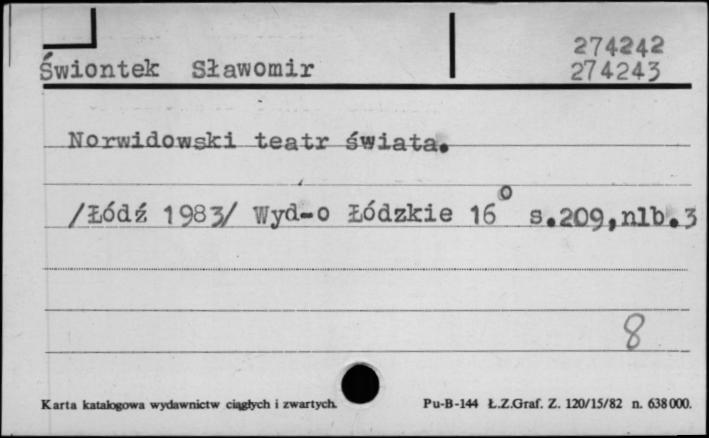 274242
Świontek Sławomir 274243
Norwidowski teatr świata.
/Łódź 1983/ Wyd-o Łódzkie 16° s.209,nlb.3
8
Karta katalogowa wydawnictw ciągłych i zwartych. Pu-B-144 Ł.Z.Graf. Z. 120/15/82 n. 638000.